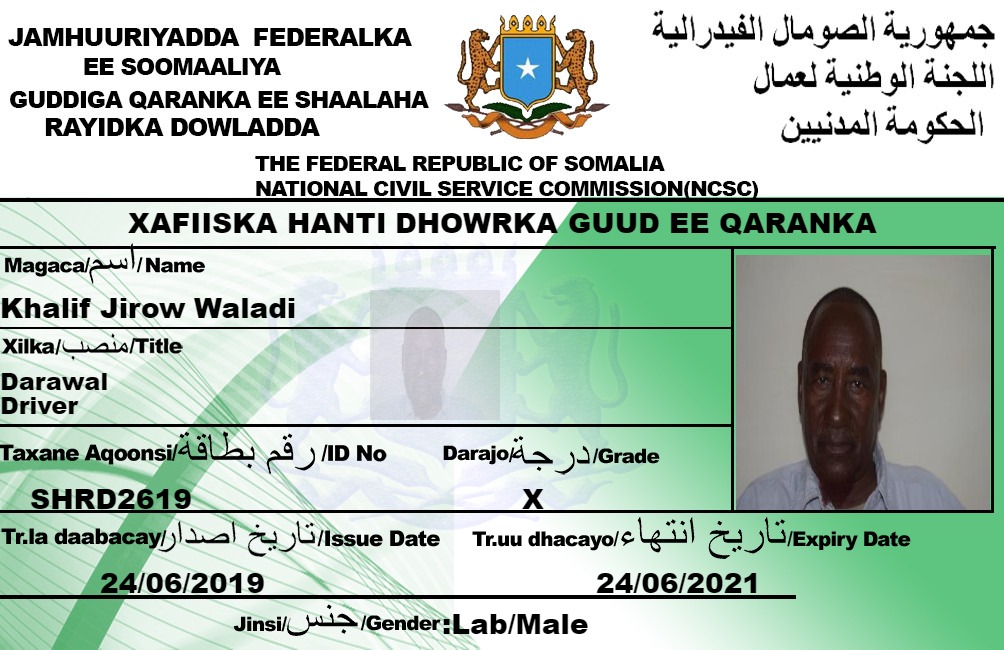 JAMHUURIYADDA FEDERALKA
EE SOOMAALIYA
GUDDIGA QARANKA EE SHAALAHA
RAYIDKA DOWLADDA
جمهورية الصومال الفيدرالية
اللجنة الوطنية لعمال
الحكومة المدنيين
THE FEDERAL REPUBLIC OF SOMALIA
NATIONAL CIVIL SERVICE COMMISSION(NCSC)
XAFIISKA HANTI DHOWRKA GUUD EE QARANKA
Magaca/اسم/Name
Khalif Jirow Waladi
Xilka/منصب/Title
Darawal
Driver
Taxane Aqoonsi/رقم بطاقة/ID No
SHRD2619
Darajo/درجة/Grade
X
Tr.la daabacay/تاريخ اصدار/Issue Date
24/06/2019
Tr.uu dhacayo/تاريخ انتهاء/Expiry Date
24/06/2021
Jinsi/جنس/Gender:Lab/Male